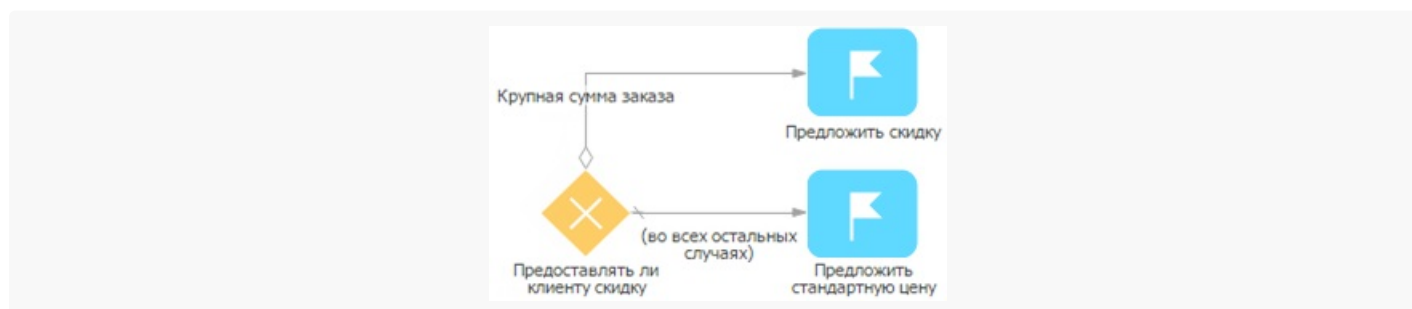 Крупная сумма заказа
Предложить скидку
(во всех остальных
случаях)
Предоставлять ли
клиенту скидку
Предложить
стандартную цену